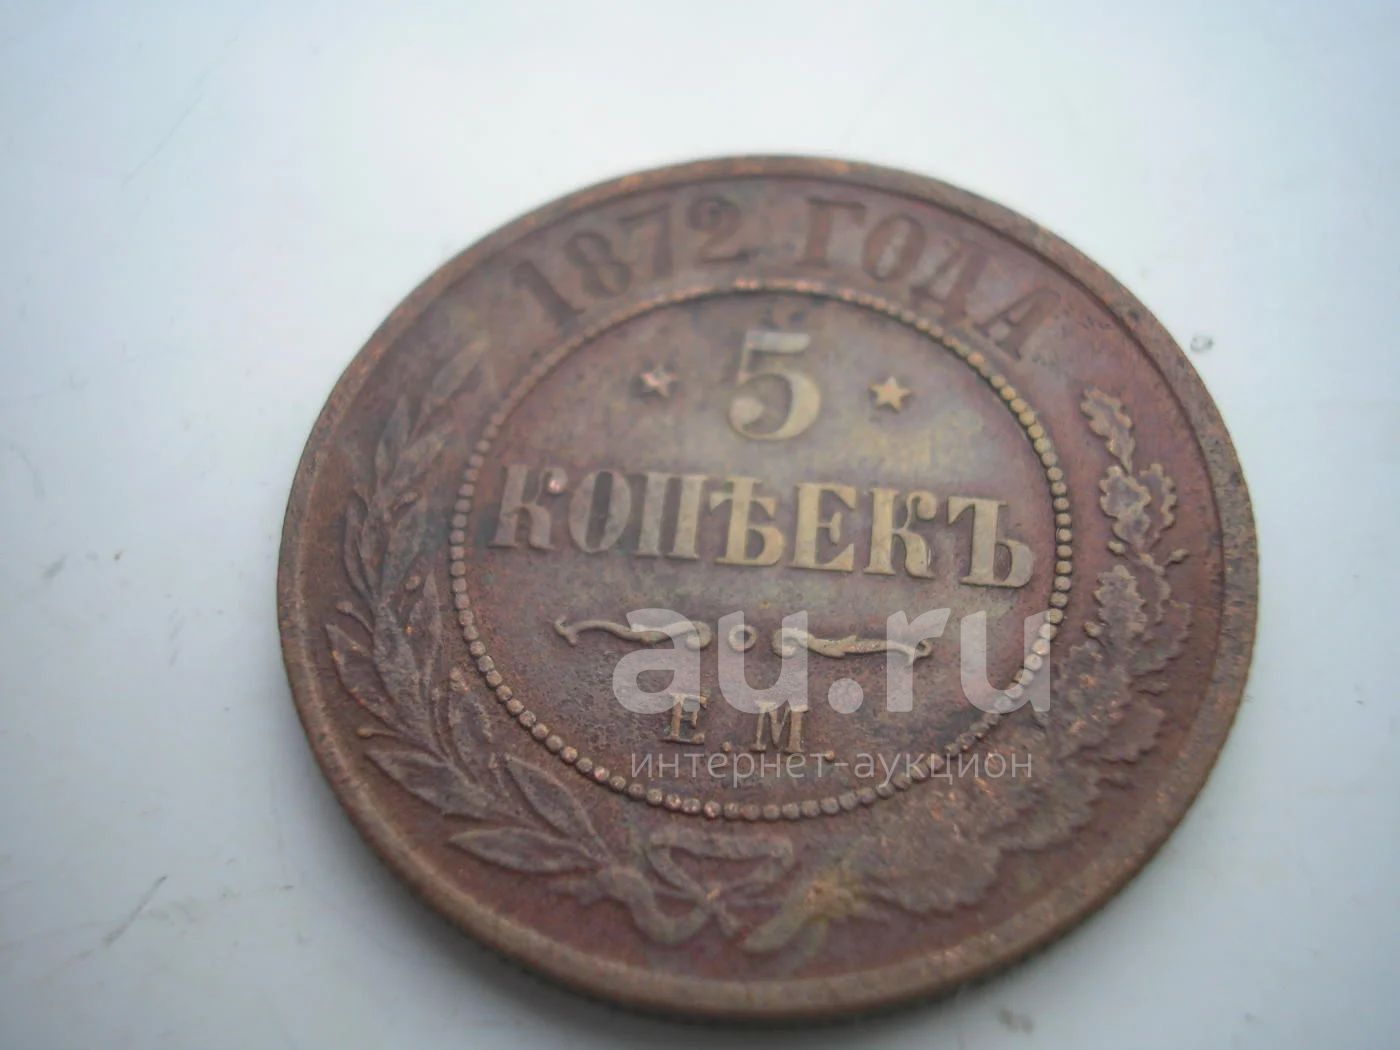 1872 ГОДА
5
КОПѢЕКЪ
au.ru
Е.М.
интернет-аукцион